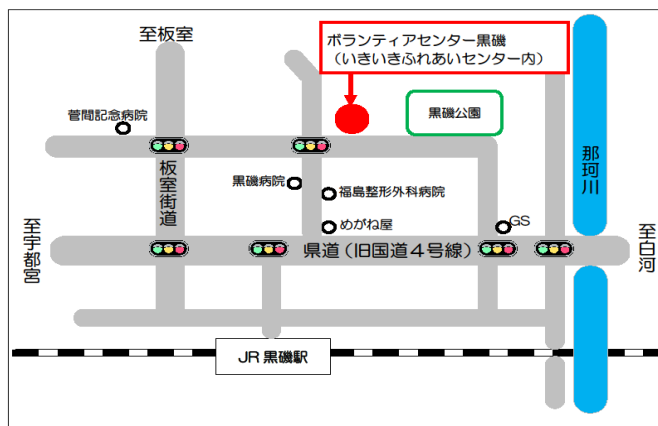 至板室
ボランティアセンター黒磯
（いきいきふれあいセンター内）
菅間記念病院
黒磯公園
板室街道
黒磯病院
福島整形外科病院
那珂川
めがね屋
GS
至宇都宮
県道（旧国道４号線）
至白河
JR 黒磯駅